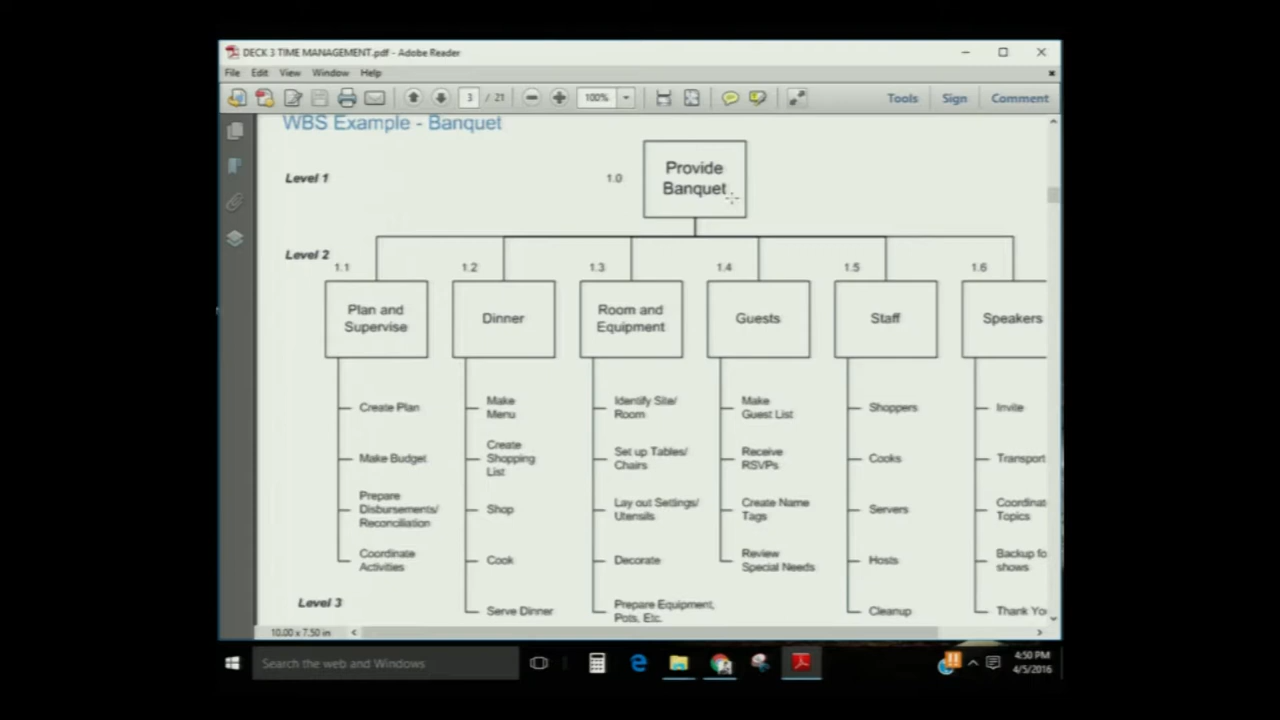 DECK 3 TIME MANAGEMENT.pdf - Adobe Reader
File Edit View Window Help
3 / 21 100% Tools Sign Comment
WBS Example - Banquet
Level 1
1.0
Provide
Banquet
Level 2
1.1 1.2 1.3 1.4 1.5 1.6
Plan and
Supervise
Dinner
Room and
Equipment
Guests
Staff
Speakers
Create Plan
Make Budget
Prepare
Disbursements/
Reconciliation
Coordinate
Activities
Make
Menu
Create
Shopping
List
Shop
Cook
Serve Dinner
Identify Site/
Room
Set up Tables/
Chairs
Lay out Settings/
Utensils
Decorate
Prepare Equipment,
Pots, Etc.
Make
Guest List
Receive
RSVPs
Create Name
Tags
Review
Special Needs
Shoppers
Cooks
Servers
Hosts
Cleanup
Invite
Transport
Coordinat
Topics
Backup fo
shows
Thank Yo
Level 3
10.00 x 7.50 in
Search the web and Windows
4:50 PM
4/5/2016